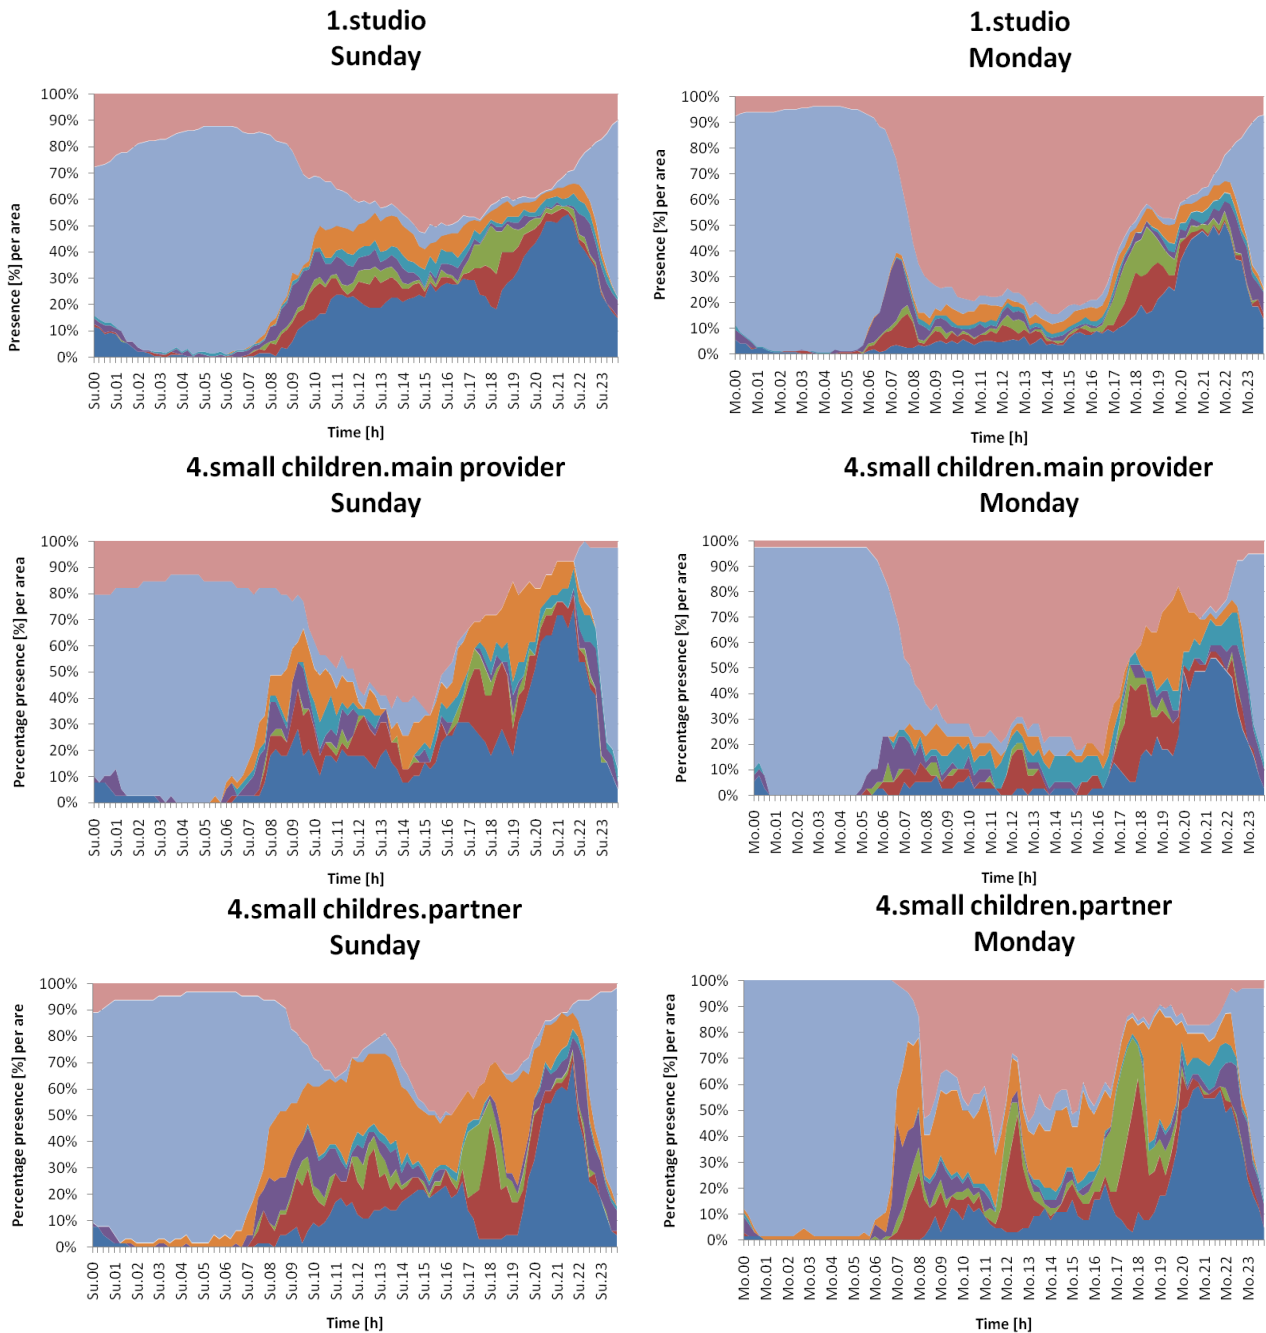 1.studio
Sunday
Presence [%] per area
100%
90%
80%
70%
60%
50%
40%
30%
20%
10%
0%
Su.00
Su.01
Su.02
Su.03
Su.04
Su.05
Su.06
Su.07
Su.08
Su.09
Su.10
Su.11
Su.12
Su.13
Su.14
Su.15
Su.16
Su.17
Su.18
Su.19
Su.20
Su.21
Su.22
Su.23
Time [h]
1.studio
Monday
Presence [%] per area
100%
90%
80%
70%
60%
50%
40%
30%
20%
10%
0%
Mo.00
Mo.01
Mo.02
Mo.03
Mo.04
Mo.05
Mo.06
Mo.07
Mo.08
Mo.09
Mo.10
Mo.11
Mo.12
Mo.13
Mo.14
Mo.15
Mo.16
Mo.17
Mo.18
Mo.19
Mo.20
Mo.21
Mo.22
Mo.23
Time [h]
4.small children.main provider
Sunday
Percentage presence [%] per area
100%
90%
80%
70%
60%
50%
40%
30%
20%
10%
0%
Su.00
Su.01
Su.02
Su.03
Su.04
Su.05
Su.06
Su.07
Su.08
Su.09
Su.10
Su.11
Su.12
Su.13
Su.14
Su.15
Su.16
Su.17
Su.18
Su.19
Su.20
Su.21
Su.22
Su.23
Time [h]
4.small children.main provider
Monday
Percentage presence [%] per area
100%
90%
80%
70%
60%
50%
40%
30%
20%
10%
0%
Mo.00
Mo.01
Mo.02
Mo.03
Mo.04
Mo.05
Mo.06
Mo.07
Mo.08
Mo.09
Mo.10
Mo.11
Mo.12
Mo.13
Mo.14
Mo.15
Mo.16
Mo.17
Mo.18
Mo.19
Mo.20
Mo.21
Mo.22
Mo.23
Time [h]
4.small childres.partner
Sunday
Percentage presence [%] per are
100%
90%
80%
70%
60%
50%
40%
30%
20%
10%
0%
Su.00
Su.01
Su.02
Su.03
Su.04
Su.05
Su.06
Su.07
Su.08
Su.09
Su.10
Su.11
Su.12
Su.13
Su.14
Su.15
Su.16
Su.17
Su.18
Su.19
Su.20
Su.21
Su.22
Su.23
Time [h]
4.small children.partner
Monday
Percentage presence [%] per area
100%
90%
80%
70%
60%
50%
40%
30%
20%
10%
0%
Mo.00
Mo.01
Mo.02
Mo.03
Mo.04
Mo.05
Mo.06
Mo.07
Mo.08
Mo.09
Mo.10
Mo.11
Mo.12
Mo.13
Mo.14
Mo.15
Mo.16
Mo.17
Mo.18
Mo.19
Mo.20
Mo.21
Mo.22
Mo.23
Time [h]